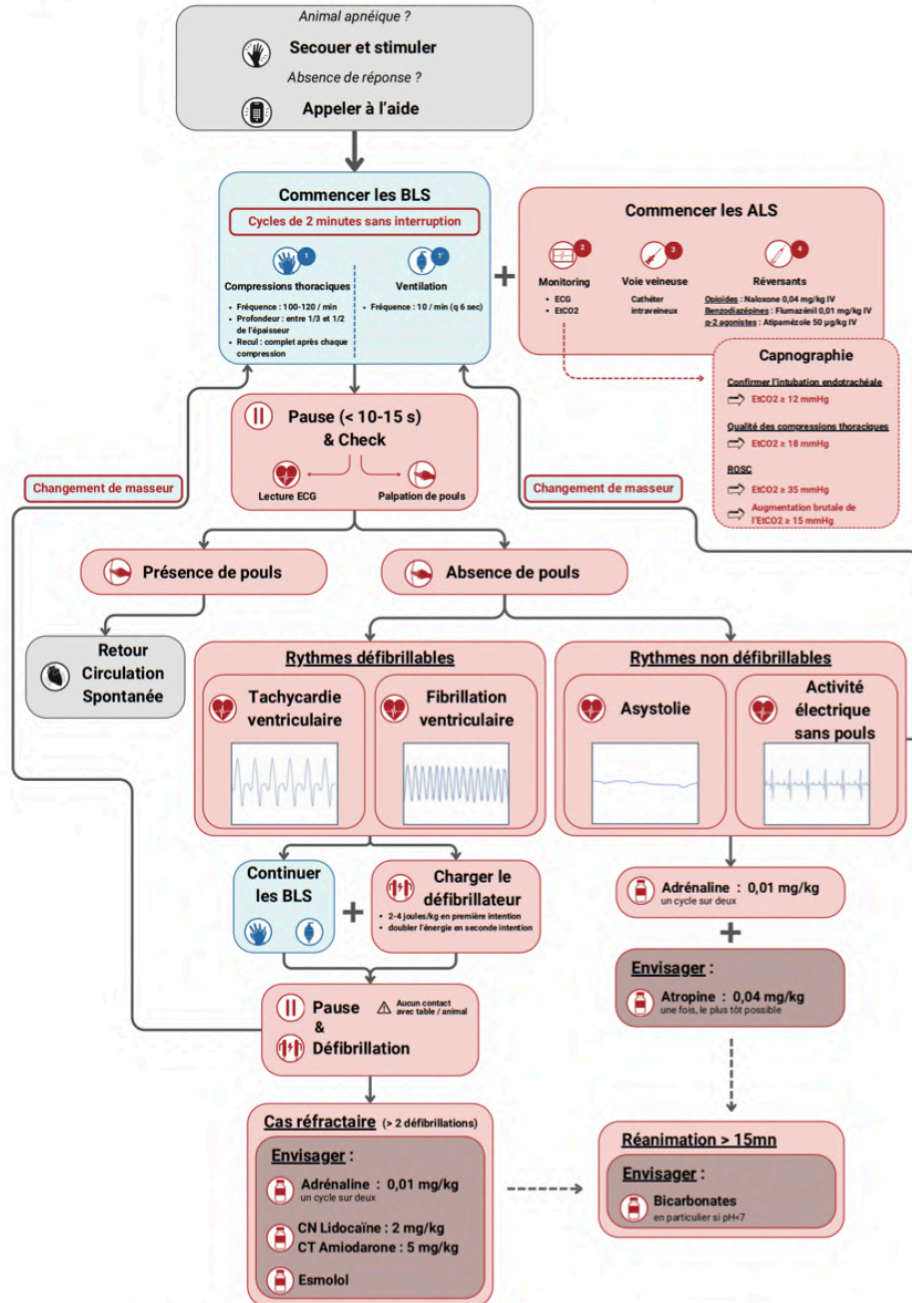 Animal apnéique ?
Secouer et stimuler
Absence de réponse ?
Appeler à l'aide
Commencer les BLS
Cycles de 2 minutes sans interruption
1
Compressions thoraciques
• Fréquence : 100-120 / min
• Profondeur : entre 1/3 et 1/2
de l'épaisseur
• Recul : complet après chaque
compression
1'
Ventilation
• Fréquence : 10 / min (q 6 sec)
+
Commencer les ALS
2
Monitoring
• ECG
• EtCO2
3
Voie veineuse
Cathéter
intraveineux
4
Réversants
Opioïdes : Naloxone 0,04 mg/kg IV
Benzodiazépines : Flumazénil 0,01 mg/kg IV
α-2 agonistes : Atipamézole 50 µg/kg IV
Capnographie
Confirmer l'intubation endotrachéale
EtCO2 ≥ 12 mmHg
Qualité des compressions thoraciques
EtCO2 ≥ 18 mmHg
ROSC
EtCO2 ≥ 35 mmHg
Augmentation brutale de
l'EtCO2 ≥ 15 mmHg
Pause (< 10-15 s)
& Check
Lecture ECG
Palpation de pouls
Changement de masseur
Changement de masseur
Présence de pouls
Absence de pouls
Retour
Circulation
Spontanée
Rythmes défibrillables
Tachycardie
ventriculaire
Fibrillation
ventriculaire
Rythmes non défibrillables
Asystolie
Activité
électrique
sans pouls
Continuer
les BLS
+
Charger le
défibrillateur
• 2-4 joules/kg en première intention
• doubler l'énergie en seconde intention
Adrénaline : 0,01 mg/kg
un cycle sur deux
+
Envisager :
Atropine : 0,04 mg/kg
une fois, le plus tôt possible
Pause
&
Défibrillation
Aucun contact
avec table / animal
Cas réfractaire (> 2 défibrillations)
Envisager :
Adrénaline : 0,01 mg/kg
un cycle sur deux
CN Lidocaïne : 2 mg/kg
CT Amiodarone : 5 mg/kg
Esmolol
Réanimation > 15mn
Envisager :
Bicarbonates
en particulier si pH<7